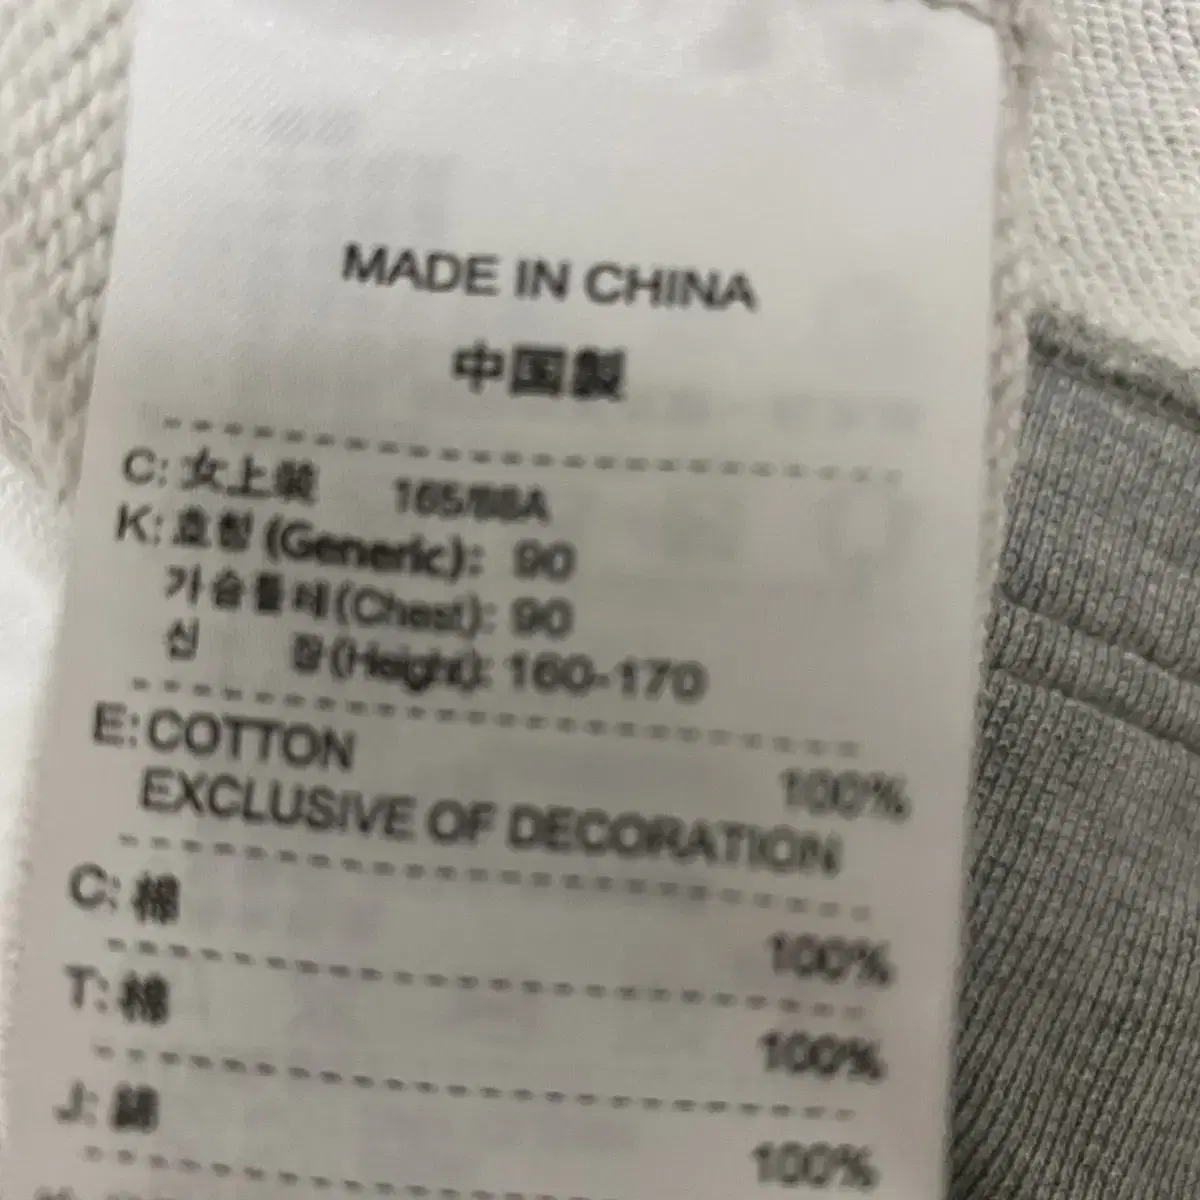 MADE IN CHINA
中国製
C: 女上装 165/88A
K: 호칭 (Generic): 90
가슴둘레(Chest): 90
신 장(Height): 160-170
E: COTTON 100%
EXCLUSIVE OF DECORATION
C: 棉 100%
T: 棉 100%
J: 綿 100%